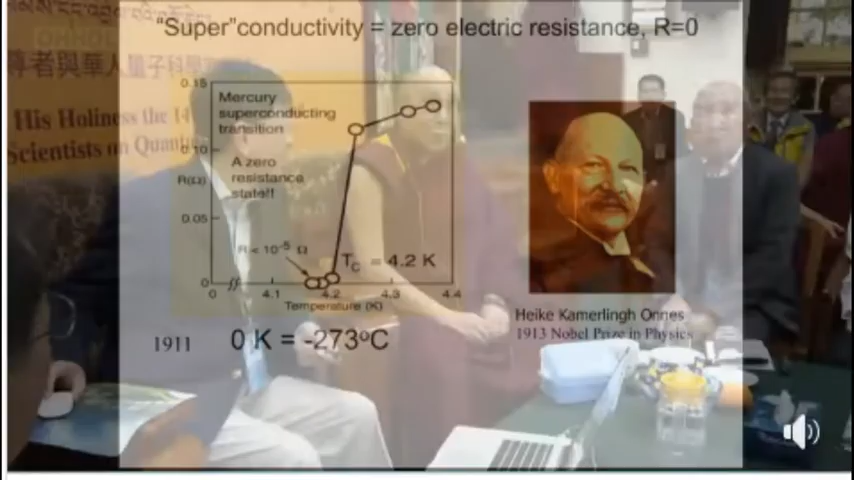 “Super”conductivity = zero electric resistance, R=0
尊者與華人量子科學
His Holiness the 14
Scientists on Quant
Mercury
superconducting
transition
A zero
resistance
state!!
R < 10⁻⁵ Ω
T_C = 4.2 K
0.15
0.10
R(Ω)
0.05
0
0 4.1 4.2 4.3 4.4
Temperature (K)
1911
0 K = -273°C
Heike Kamerlingh Onnes
1913 Nobel Prize in Physics